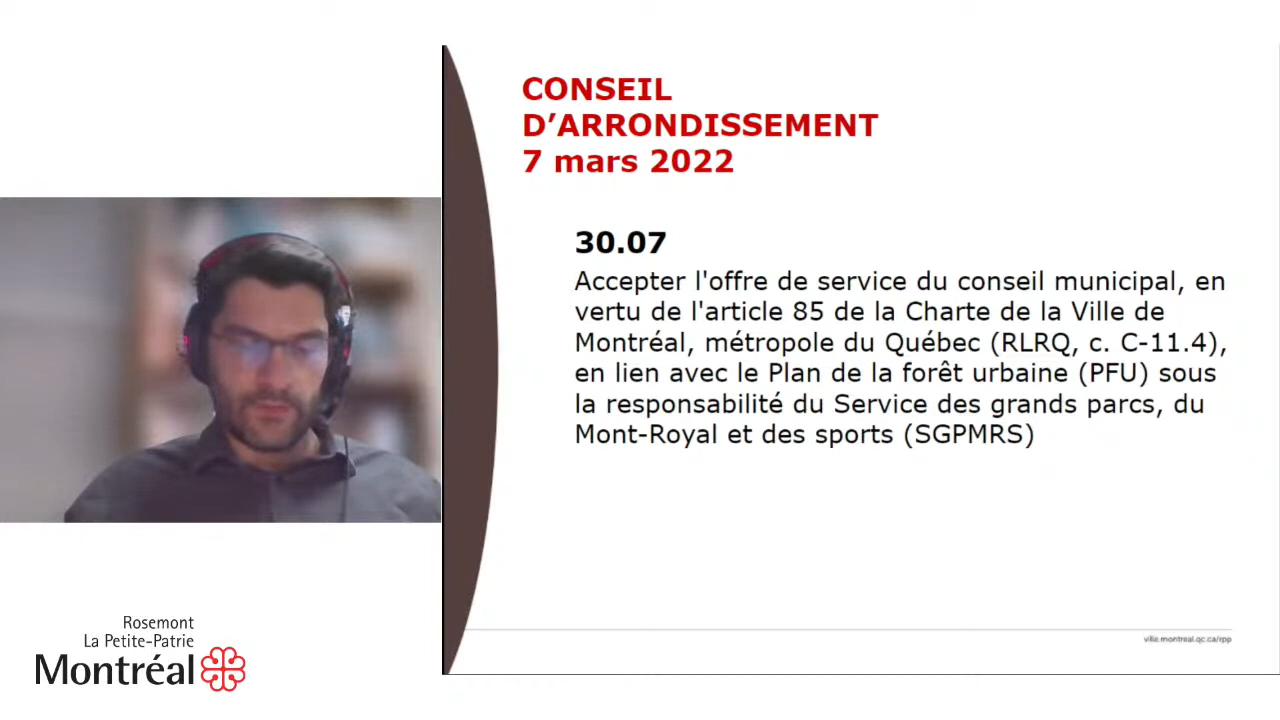 CONSEIL
D’ARRONDISSEMENT
7 mars 2022
30.07
Accepter l'offre de service du conseil municipal, en
vertu de l'article 85 de la Charte de la Ville de
Montréal, métropole du Québec (RLRQ, c. C-11.4),
en lien avec le Plan de la forêt urbaine (PFU) sous
la responsabilité du Service des grands parcs, du
Mont-Royal et des sports (SGPMRS)
ville.montreal.qc.ca/rpp
Rosemont
La Petite-Patrie
Montréal